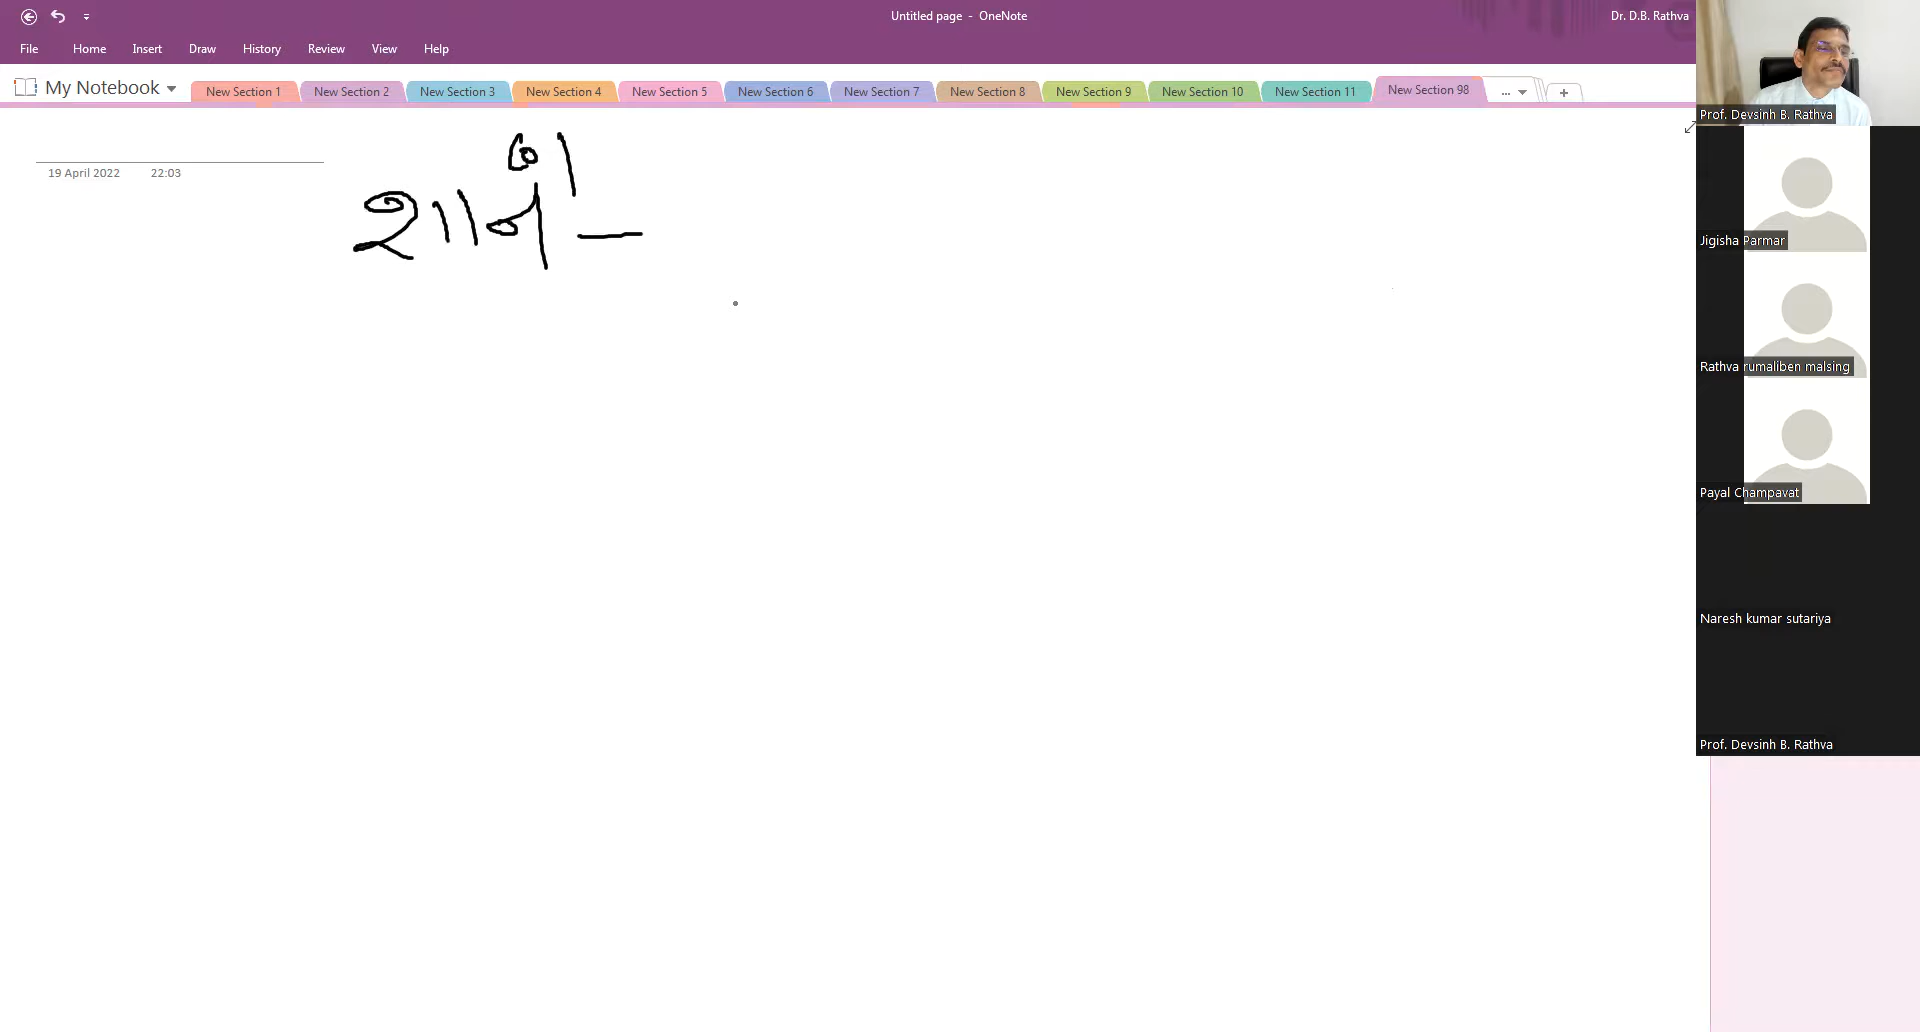 Untitled page - OneNote
Dr. D.B. Rathva
File Home Insert Draw History Review View Help
My Notebook
New Section 1 New Section 2 New Section 3 New Section 4 New Section 5 New Section 6 New Section 7 New Section 8 New Section 9 New Section 10 New Section 11 New Section 98 ...
19 April 2022 22:03
Prof. Devsinh B. Rathva
Jigisha Parmar
Rathva rumaliben malsing
Payal Champavat
Naresh kumar sutariya
Prof. Devsinh B. Rathva